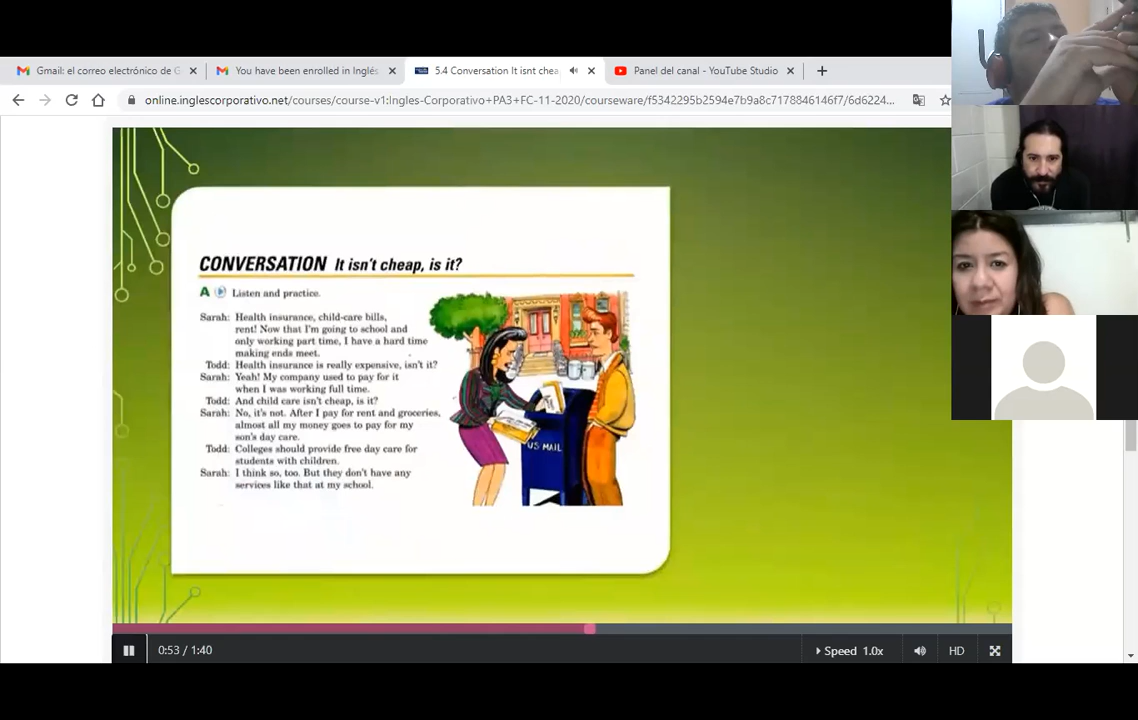 Gmail: el correo electrónico de G
You have been enrolled in Inglés
5.4 Conversation It isnt chea
Panel del canal - YouTube Studio
online.inglescorporativo.net/courses/course-v1:Ingles-Corporativo+PA3+FC-11-2020/courseware/f5342295b2594e7b9a8c7178846146f7/6d6224...
CONVERSATION It isn't cheap, is it?
A Listen and practice.
Sarah: Health insurance, child-care bills,
rent! Now that I'm going to school and
only working part time, I have a hard time
making ends meet.
Todd: Health insurance is really expensive, isn't it?
Sarah: Yeah! My company used to pay for it
when I was working full time.
Todd: And child care isn't cheap, is it?
Sarah: No, it's not. After I pay for rent and groceries,
almost all my money goes to pay for my
son's day care.
Todd: Colleges should provide free day care for
students with children.
Sarah: I think so, too. But they don't have any
services like that at my school.
US MAIL
0:53 / 1:40
Speed 1.0x
HD